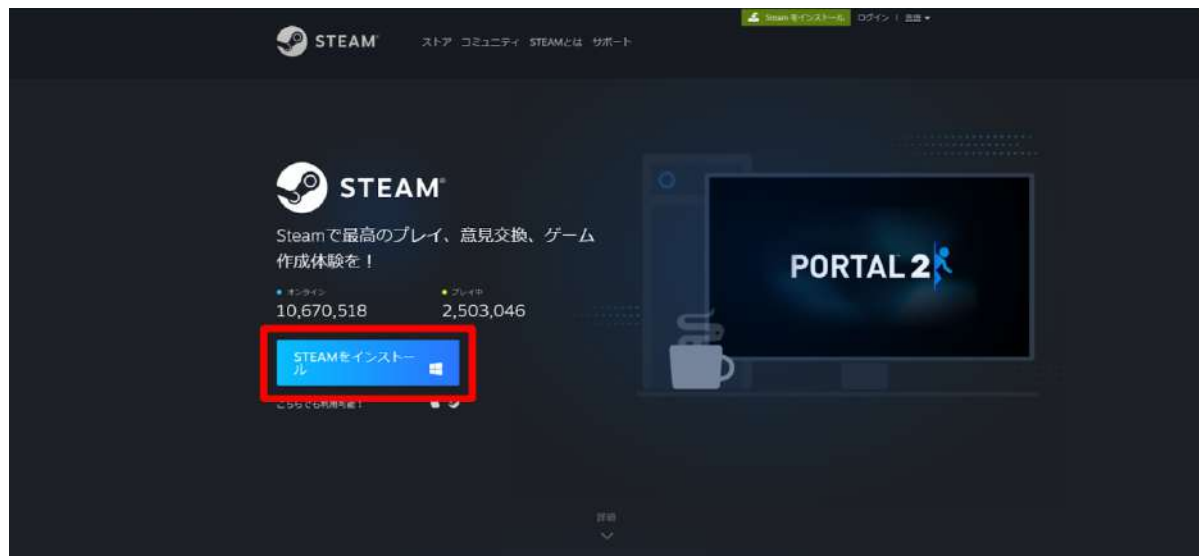 Steam をインストール
ログイン | 言語
STEAM
ストア コミュニティ STEAMとは サポート
STEAM
Steamで最高のプレイ、意見交換、ゲーム
作成体験を！
オンライン
プレイ中
10,670,518
2,503,046
STEAMをインストー
ル
こちらでも利用可能：
PORTAL 2
詳細